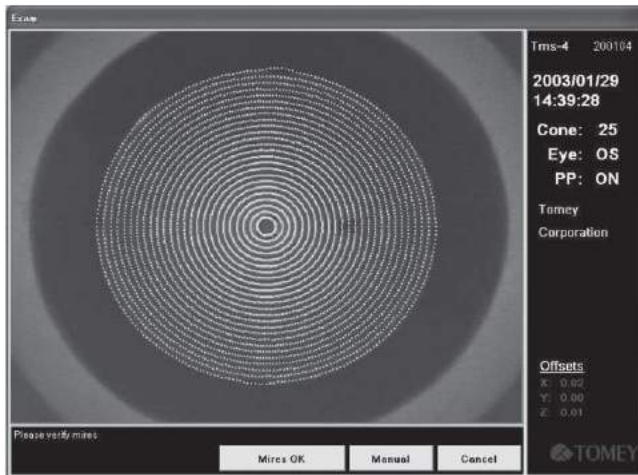 Exam
Tms-4 200104
2003/01/29
14:39:28
Cone: 25
Eye: OS
PP: ON
Tomey
Corporation
Offsets
X: 0.02
Y: 0.00
Z: 0.01
Please verify mires
Mires OK Manual Cancel
TOMEY